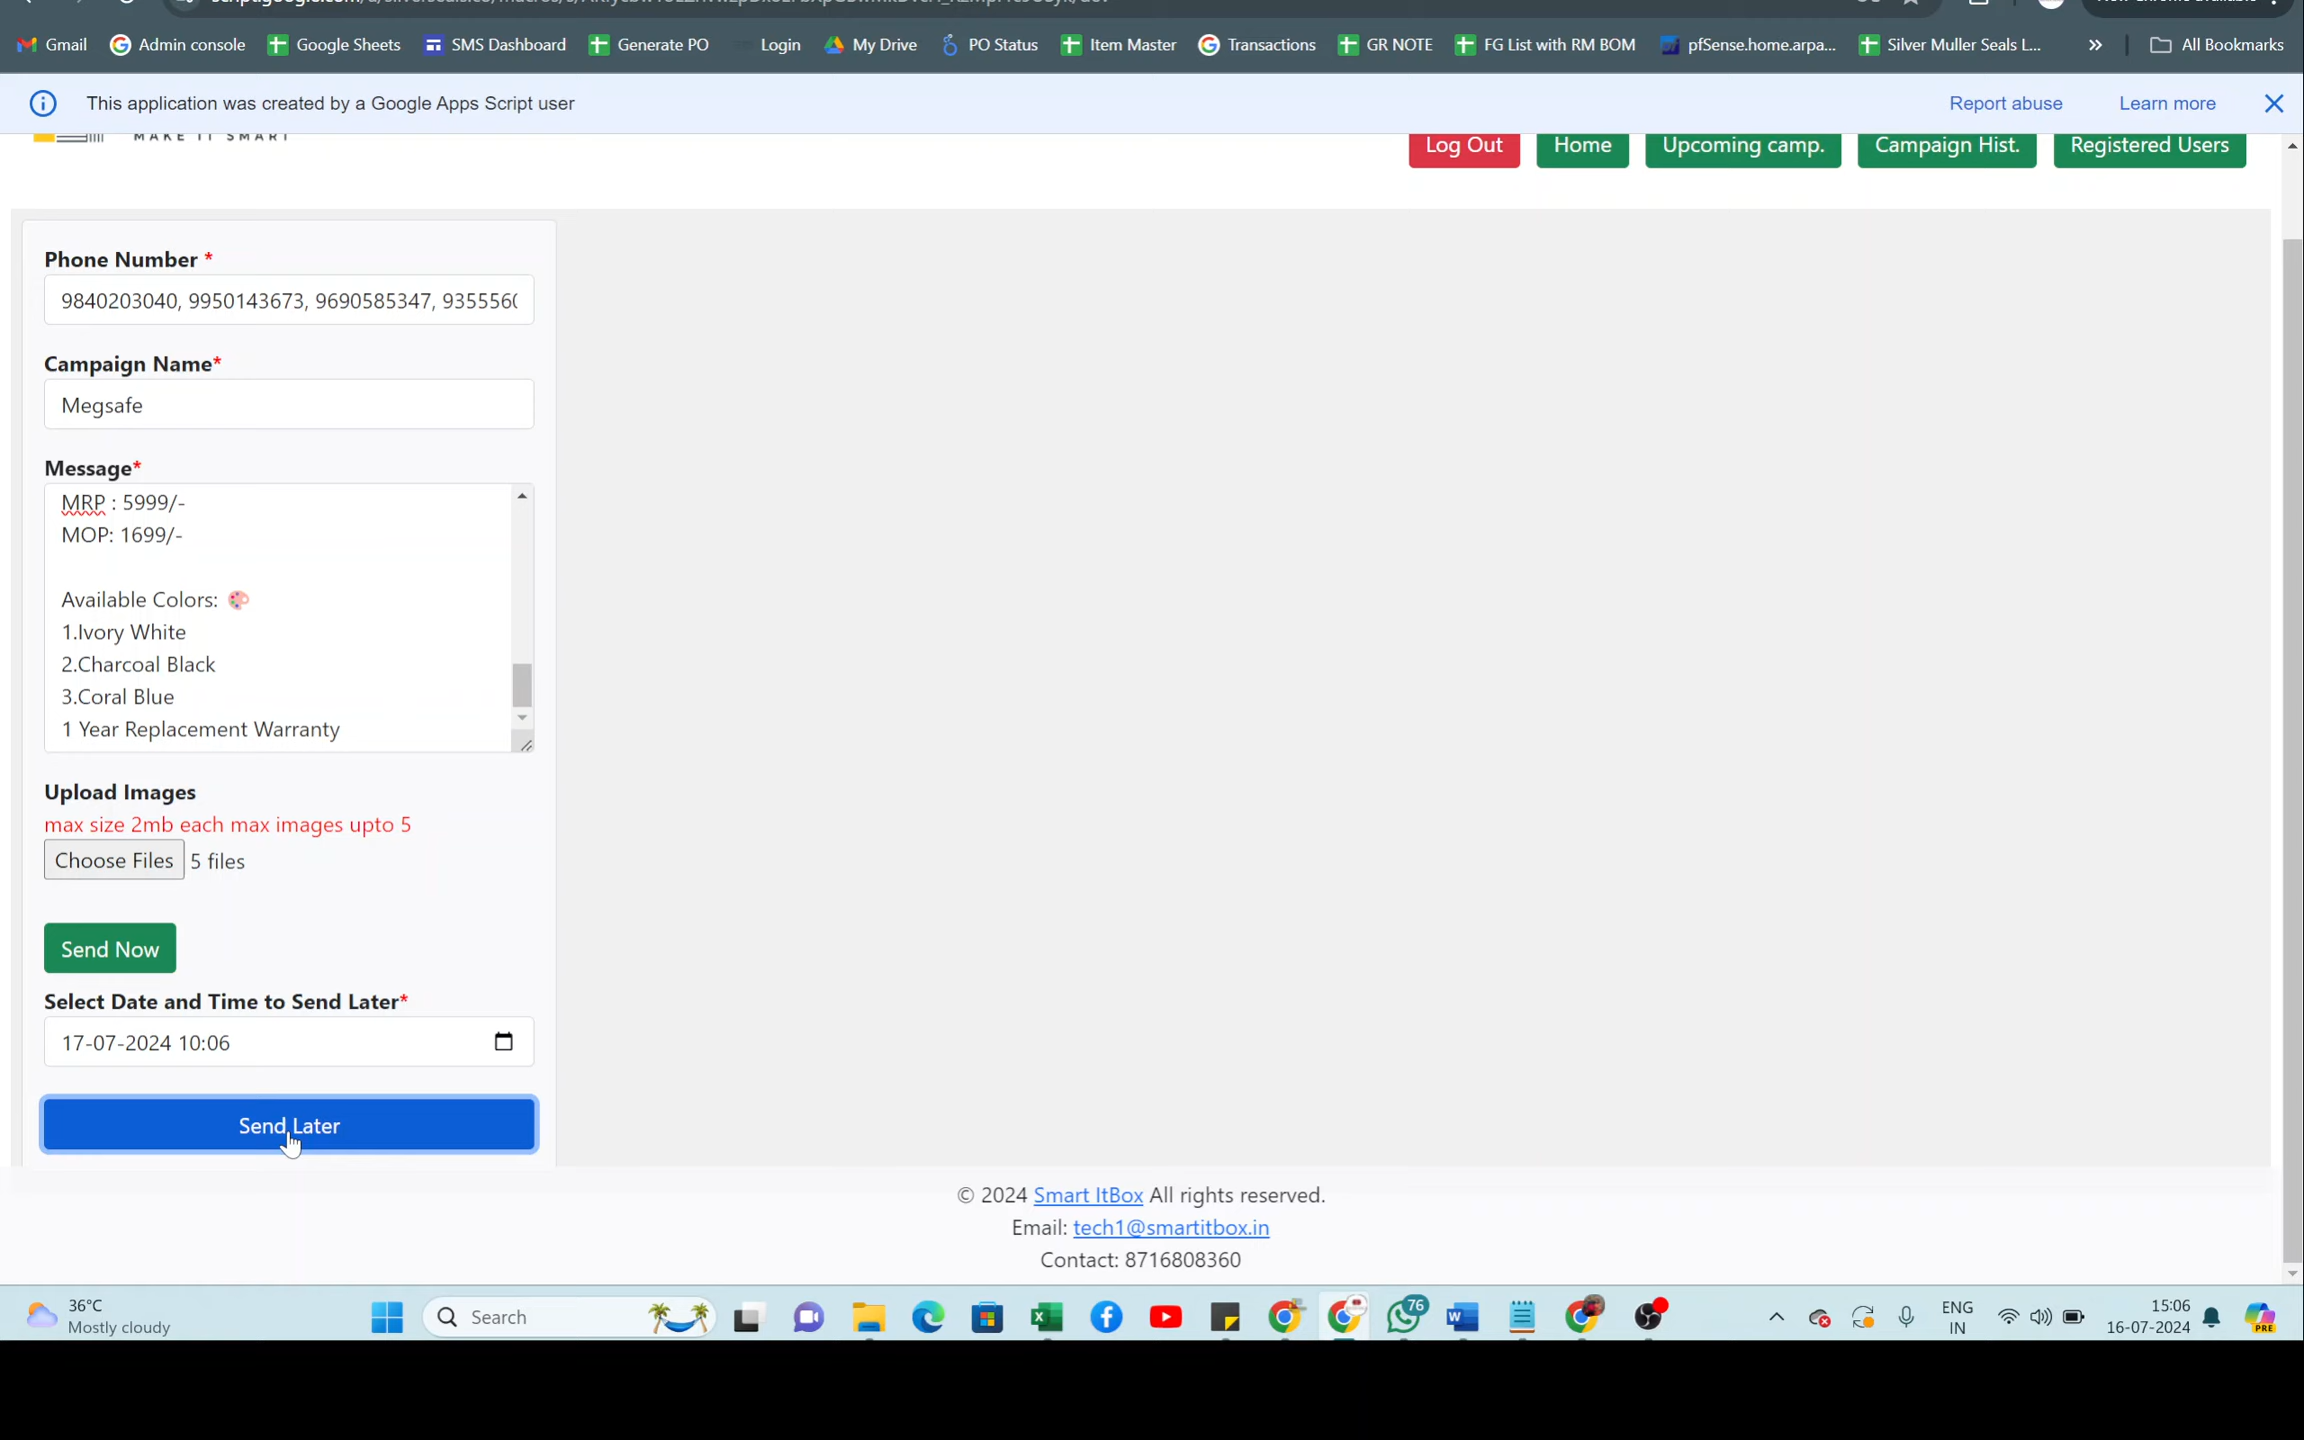 Gmail Admin console Google Sheets SMS Dashboard Generate PO Login My Drive PO Status Item Master Transactions GR NOTE FG List with RM BOM pfSense.home.arpa... Silver Muller Seals L... » All Bookmarks
This application was created by a Google Apps Script user Report abuse Learn more
MAKE IT SMART
Log Out Home Upcoming camp. Campaign Hist. Registered Users
Phone Number *
9840203040, 9950143673, 9690585347, 935556
Campaign Name*
Megsafe
Message*
MRP : 5999/-
MOP: 1699/-
Available Colors: 🎨
1.Ivory White
2.Charcoal Black
3.Coral Blue
1 Year Replacement Warranty
Upload Images
max size 2mb each max images upto 5
Choose Files 5 files
Send Now
Select Date and Time to Send Later*
17-07-2024 10:06
Send Later
© 2024 Smart ItBox All rights reserved.
Email: tech1@smartitbox.in
Contact: 8716808360
36°C
Mostly cloudy
Search
76
ENG
IN
15:06
16-07-2024
PRE